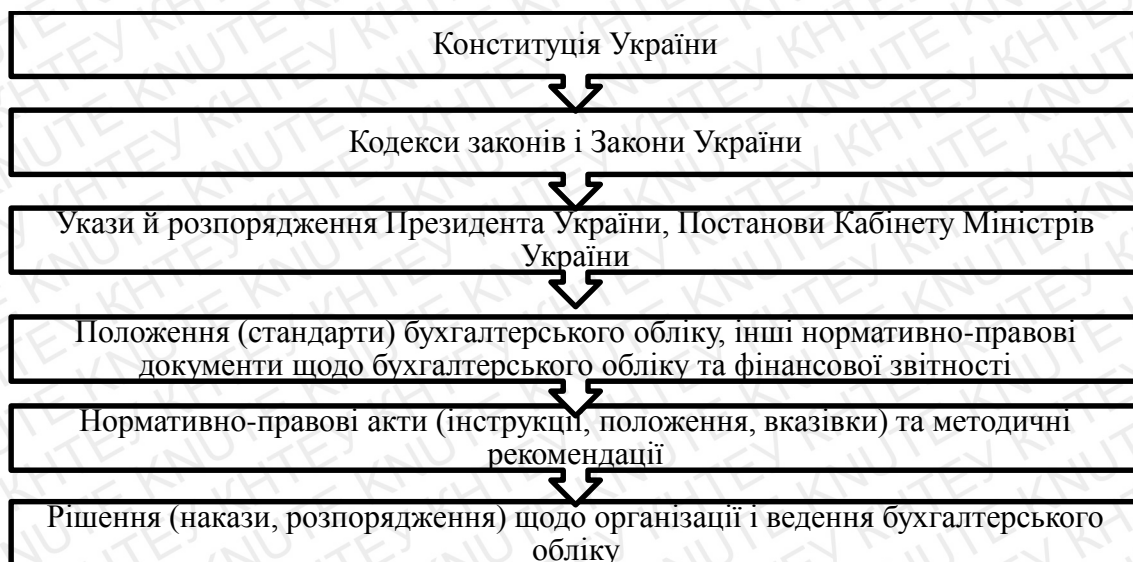 Конституція України
Кодекси законів і Закони України
Укази й розпорядження Президента України, Постанови Кабінету Міністрів
України
Положення (стандарти) бухгалтерського обліку, інші нормативно-правові
документи щодо бухгалтерського обліку та фінансової звітності
Нормативно-правові акти (інструкції, положення, вказівки) та методичні
рекомендації
Рішення (накази, розпорядження) щодо організації і ведення бухгалтерського
обліку